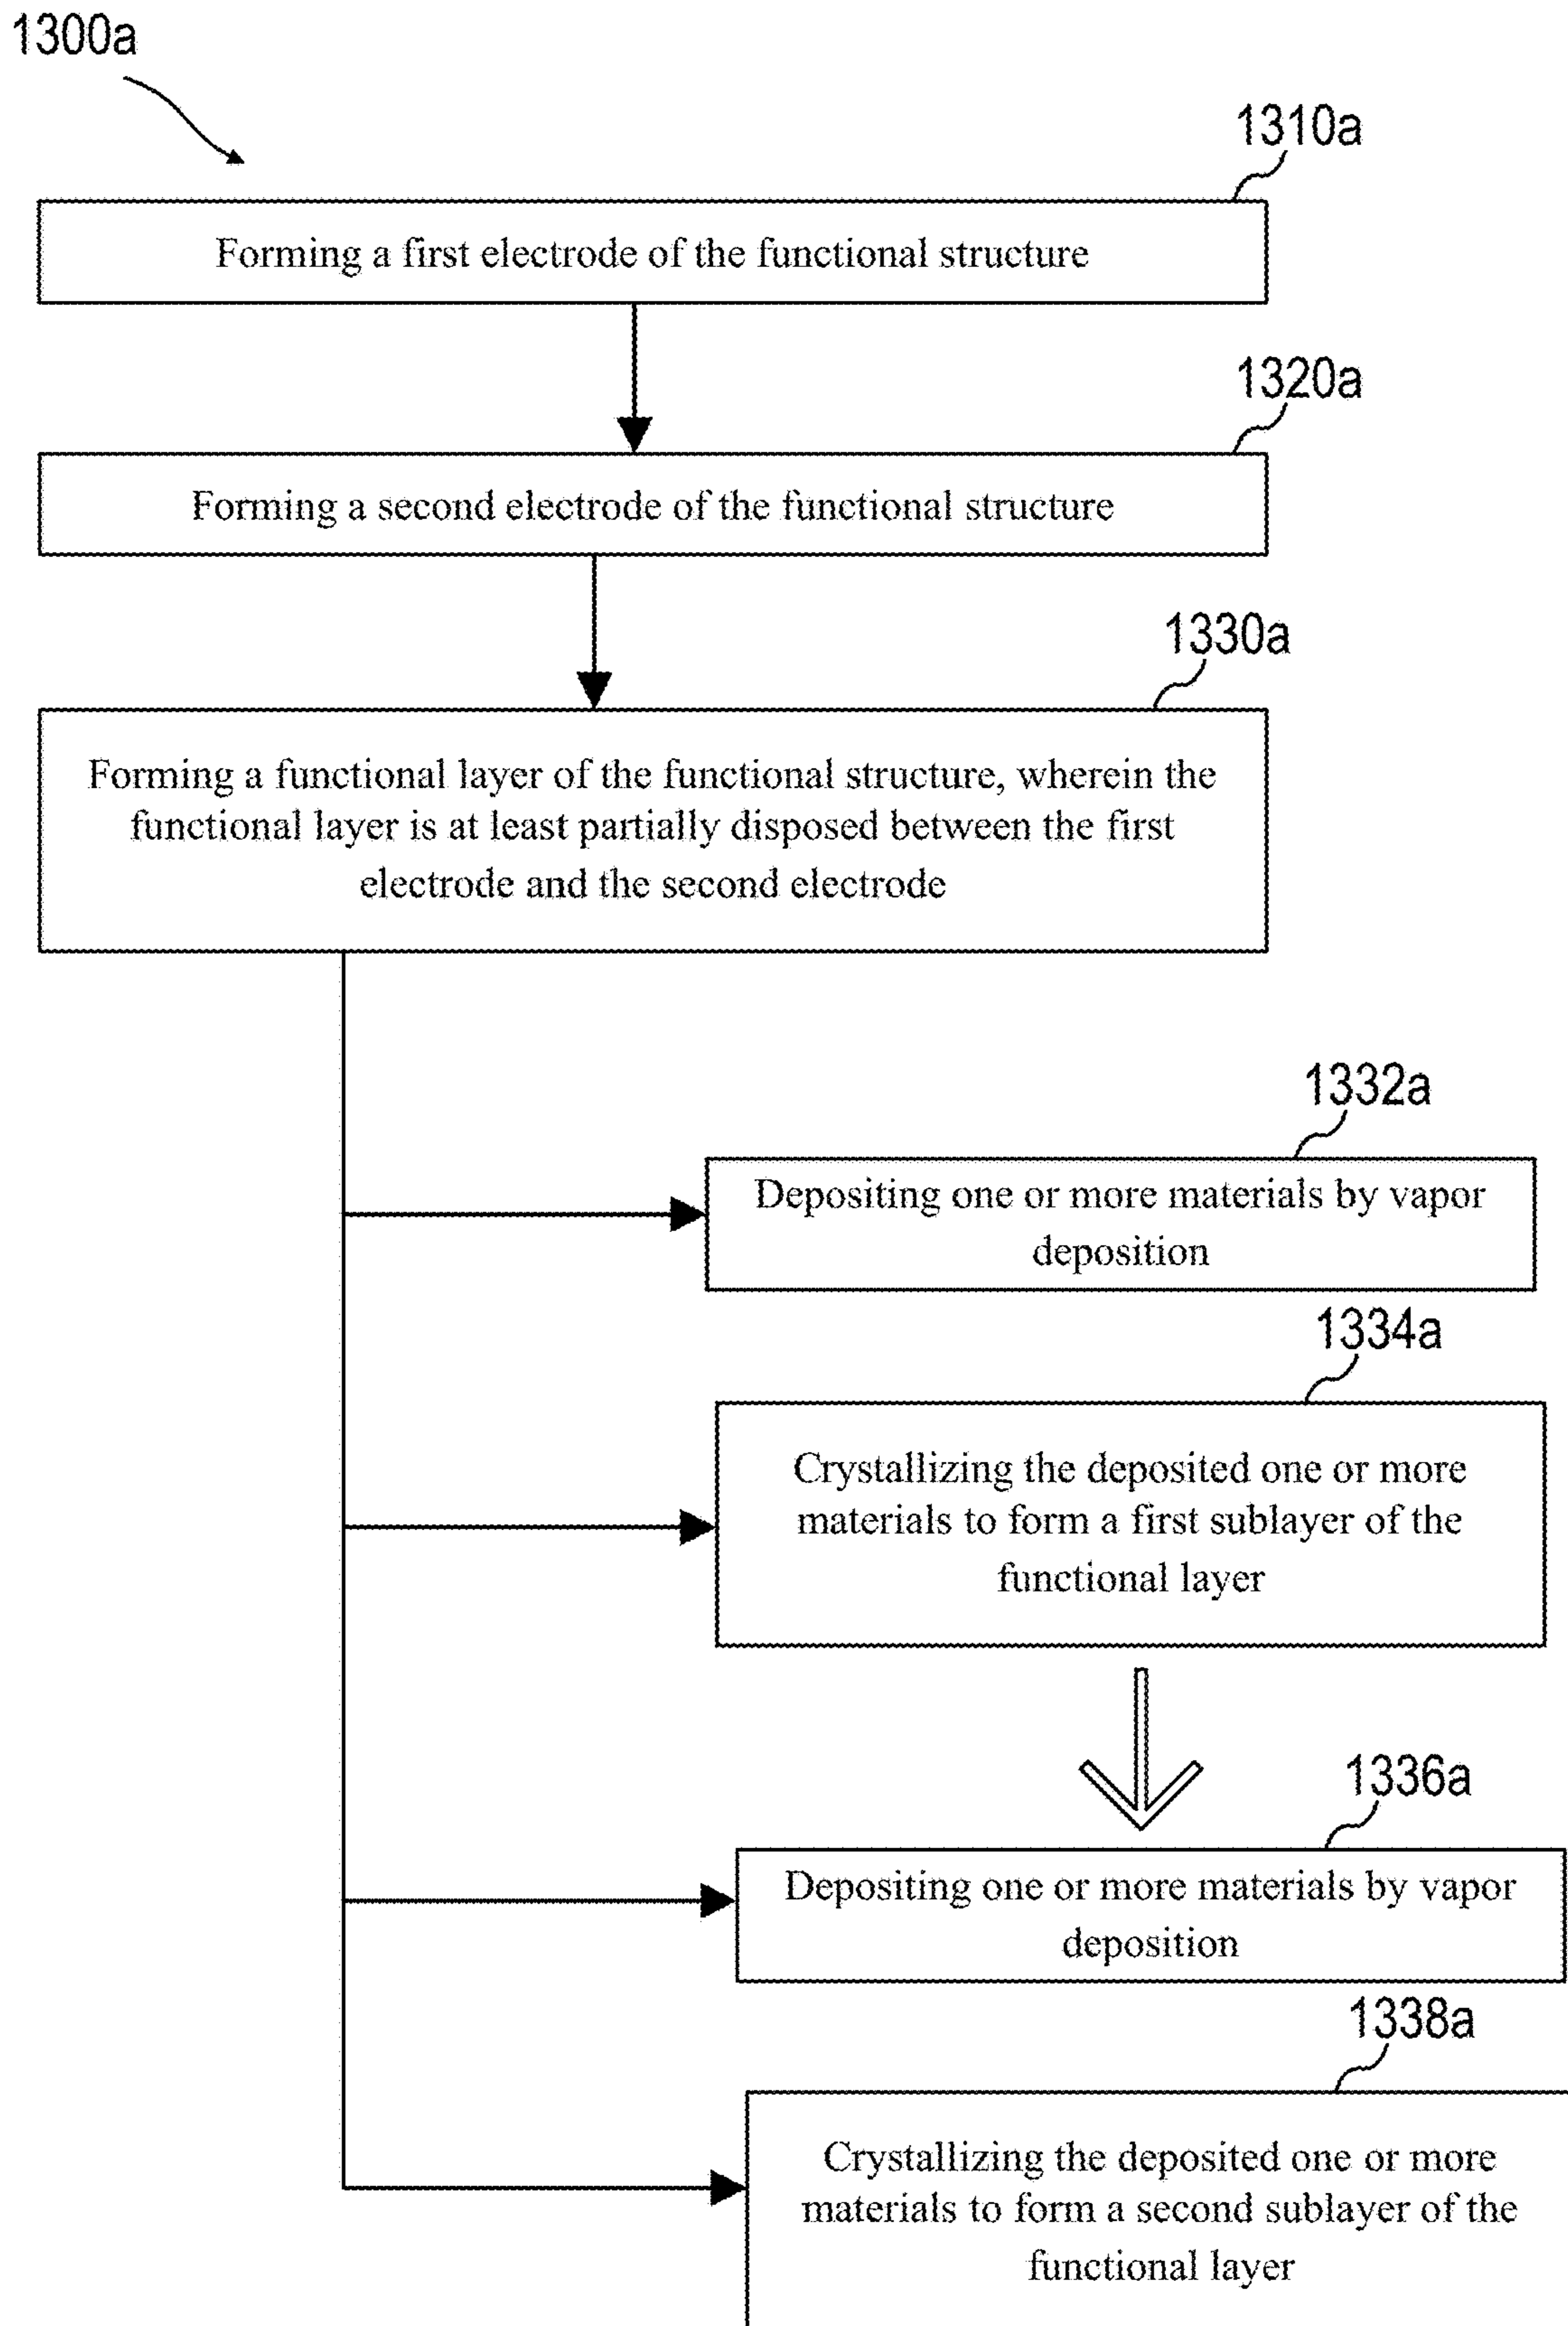 1300a
1310a
Forming a first electrode of the functional structure
1320a
Forming a second electrode of the functional structure
1330a
Forming a functional layer of the functional structure, wherein the
functional layer is at least partially disposed between the first
electrode and the second electrode
1332a
Depositing one or more materials by vapor
deposition
1334a
Crystallizing the deposited one or more
materials to form a first sublayer of the
functional layer
1336a
Depositing one or more materials by vapor
deposition
1338a
Crystallizing the deposited one or more
materials to form a second sublayer of the
functional layer